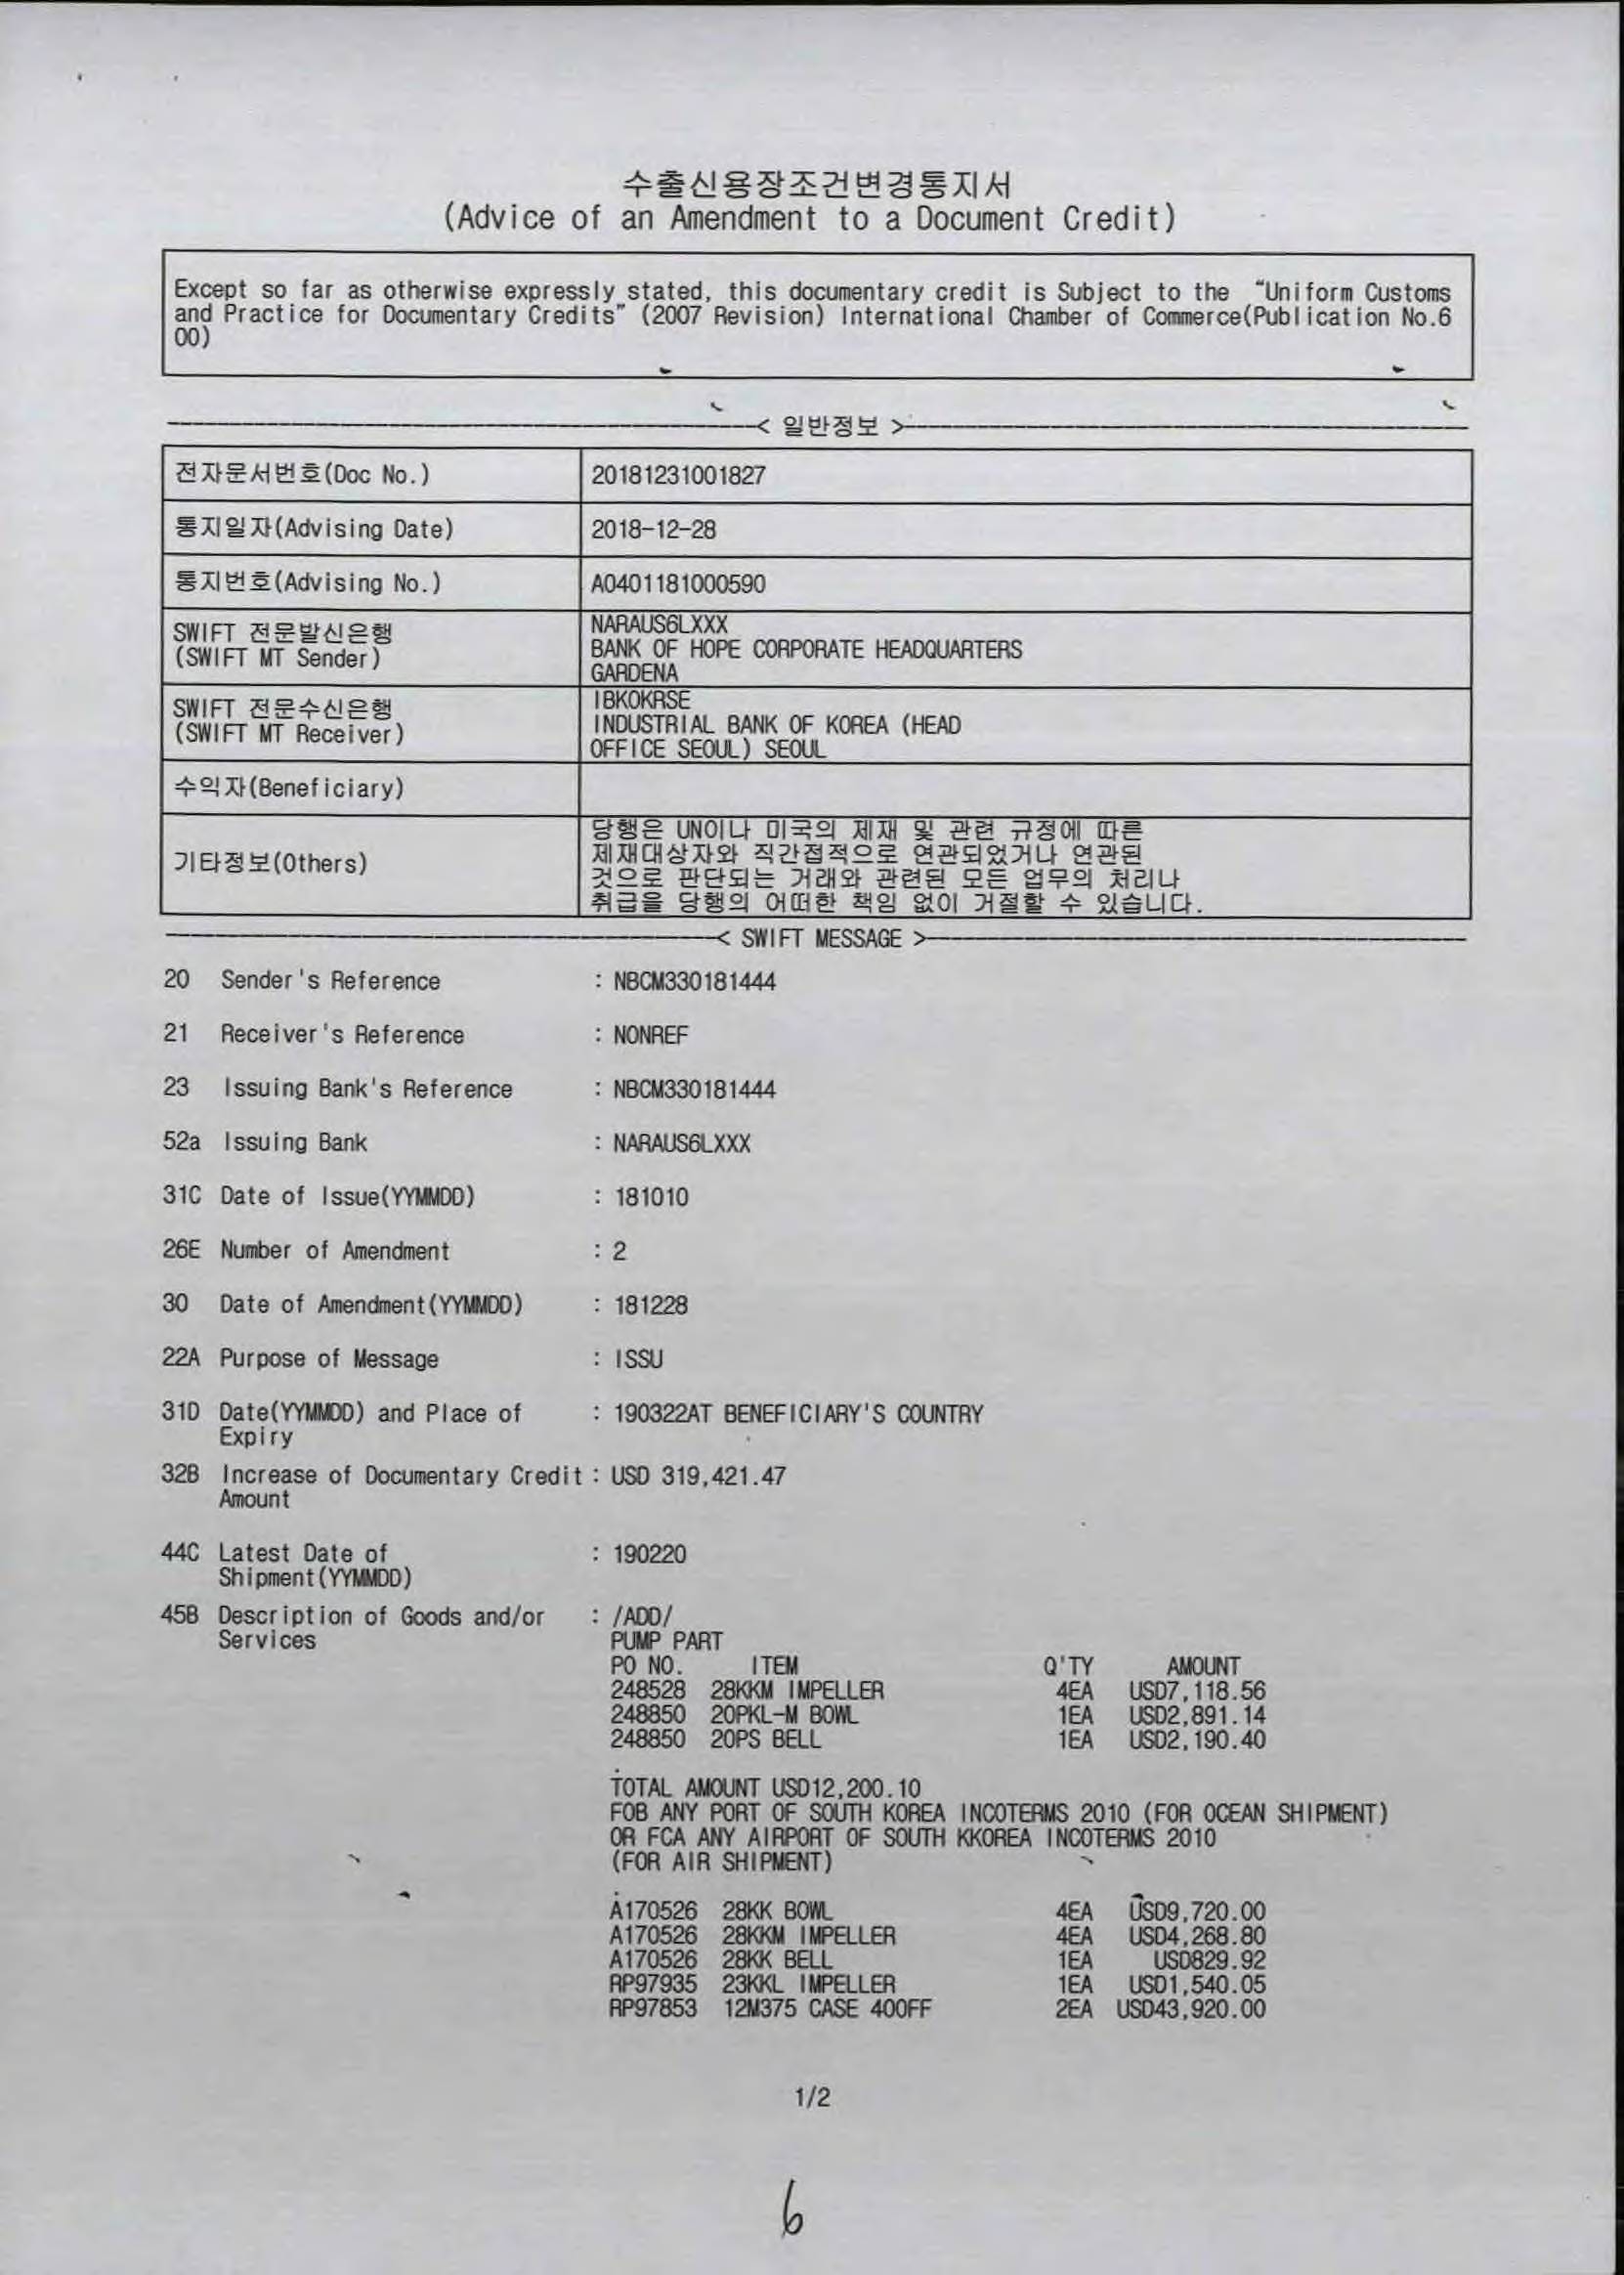 수출신용장조건변경통지서
(Advice of an Amendment to a Document Credit)
Except so far as otherwise expressly stated, this documentary credit is Subject to the "Uniform Customs
and Practice for Documentary Credits" (2007 Revision) International Chamber of Commerce(Publication No.6
00)
< 일반정보 >
전자문서번호(Doc No.) 20181231001827
통지일자(Advising Date) 2018-12-28
통지번호(Advising No.) A0401181000590
SWIFT 전문발신은행
(SWIFT MT Sender)
NARAUS6LXXX
BANK OF HOPE CORPORATE HEADQUARTERS
GARDENA
SWIFT 전문수신은행
(SWIFT MT Receiver)
IBKOKRSE
INDUSTRIAL BANK OF KOREA (HEAD
OFFICE SEOUL) SEOUL
수익자(Beneficiary)
기타정보(Others)
당행은 UN이나 미국의 제재 및 관련 규정에 따른
제재대상자와 직간접적으로 연관되었거나 연관된
것으로 판단되는 거래와 관련된 모든 업무의 처리나
취급을 당행의 어떠한 책임 없이 거절할 수 있습니다.
< SWIFT MESSAGE >
20 Sender's Reference : NBCM330181444
21 Receiver's Reference : NONREF
23 Issuing Bank's Reference : NBCM330181444
52a Issuing Bank : NARAUS6LXXX
31C Date of Issue(YYMMDD) : 181010
26E Number of Amendment : 2
30 Date of Amendment(YYMMDD) : 181228
22A Purpose of Message : ISSU
31D Date(YYMMDD) and Place of : 190322AT BENEFICIARY'S COUNTRY
Expiry
32B Increase of Documentary Credit : USD 319,421.47
Amount
44C Latest Date of : 190220
Shipment(YYMMDD)
45B Description of Goods and/or : /ADD/
Services PUMP PART
PO NO. ITEM Q'TY AMOUNT
248528 28KKM IMPELLER 4EA USD7,118.56
248850 20PKL-M BOWL 1EA USD2,891.14
248850 20PS BELL 1EA USD2,190.40
.
TOTAL AMOUNT USD12,200.10
FOB ANY PORT OF SOUTH KOREA INCOTERMS 2010 (FOR OCEAN SHIPMENT)
OR FCA ANY AIRPORT OF SOUTH KKOREA INCOTERMS 2010
(FOR AIR SHIPMENT)
.
A170526 28KK BOWL 4EA USD9,720.00
A170526 28KKM IMPELLER 4EA USD4,268.80
A170526 28KK BELL 1EA USD829.92
RP97935 23KKL IMPELLER 1EA USD1,540.05
RP97853 12M375 CASE 400FF 2EA USD43,920.00
1/2
6